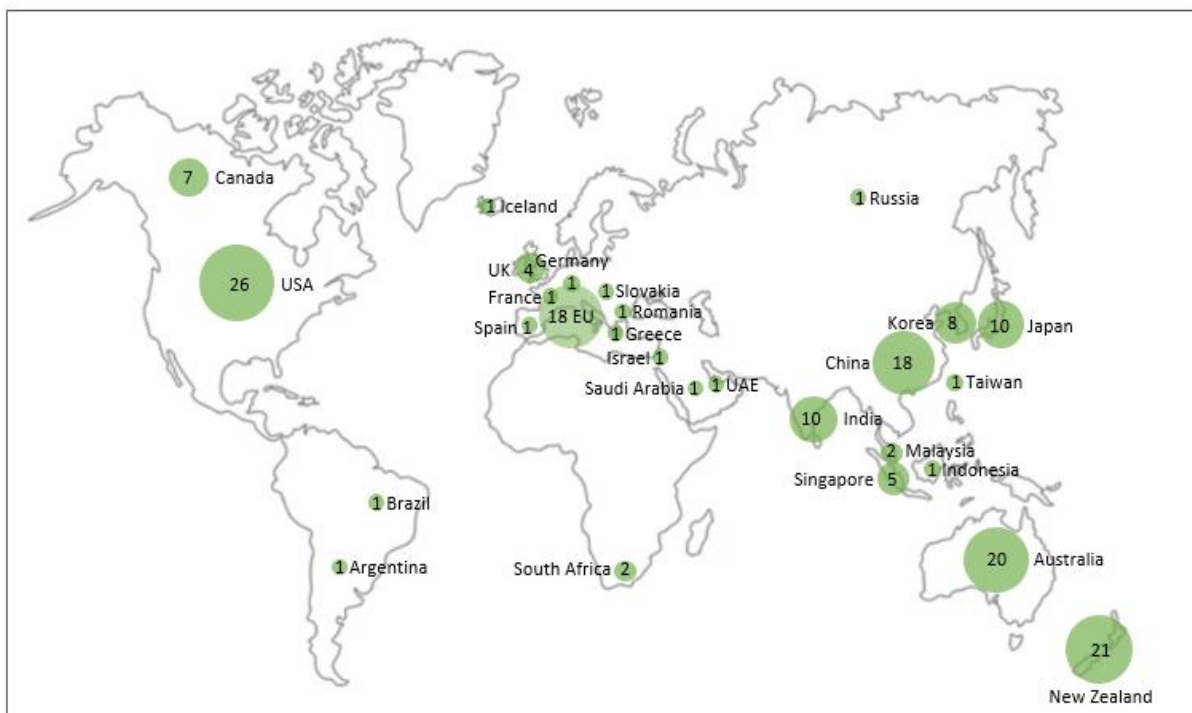 7 Canada
1 Iceland
1 Russia
26 USA
UK 4
Germany
1
France 1
1 Slovakia
18 EU
1 Romania
Spain 1
1 Greece
Israel 1
Saudi Arabia 1
1 UAE
Korea 8
10 Japan
China 18
1 Taiwan
10 India
2 Malaysia
1 Indonesia
Singapore 5
1 Brazil
1 Argentina
South Africa 2
20 Australia
21
New Zealand